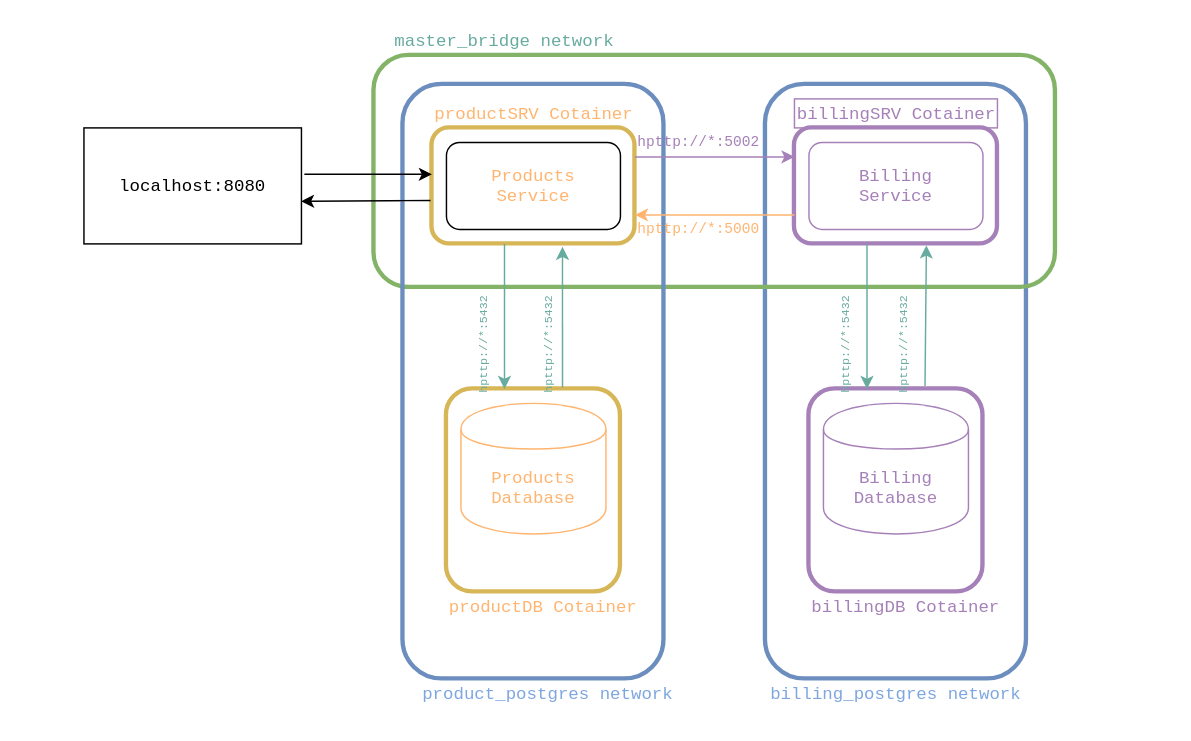 master_bridge network
productSRV Cotainer
billingSRV Cotainer
localhost:8080
Products
Service
hpttp://*:5002
hpttp://*:5000
Billing
Service
hpttp://*:5432
hpttp://*:5432
hpttp://*:5432
hpttp://*:5432
Products
Database
Billing
Database
productDB Cotainer
billingDB Cotainer
product_postgres network
billing_postgres network